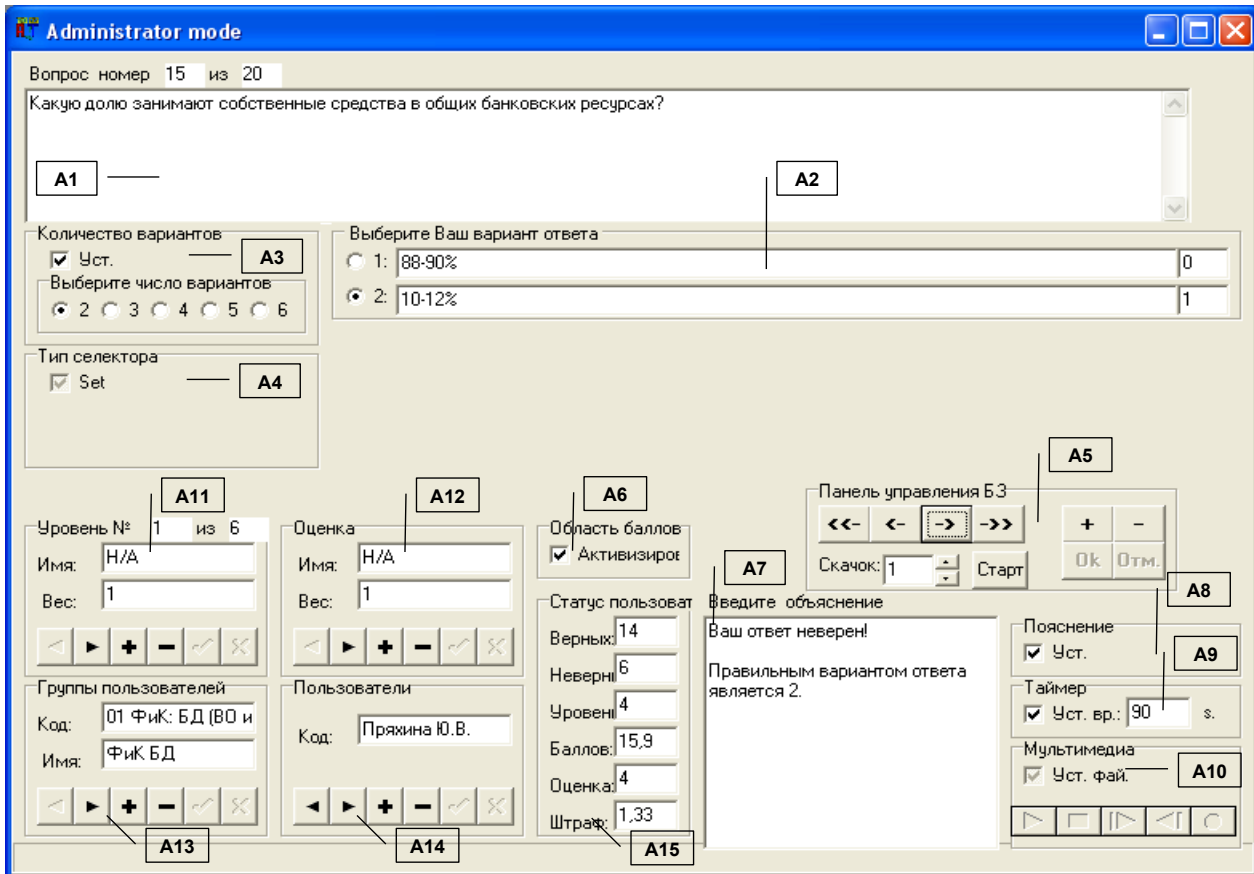 Administrator mode
Вопрос номер 15 из 20
Какую долю занимают собственные средства в общих банковских ресурсах?
A1
A2
Количество вариантов
Уст.
A3
Выберите число вариантов
2 3 4 5 6
Выберите Ваш вариант ответа
1: 88-90% 0
2: 10-12% 1
Тип селектора
Set
A4
A5
A11
A12
A6
Уровень № 1 из 6
Имя: Н/А
Вес: 1
Оценка
Имя: Н/А
Вес: 1
Область баллов
Активизиров
Панель управления БЗ
<<- <- -> ->> + -
Скачок: 1 Старт Ok Отм.
A7
A8
Статус пользоват
Верных: 14
Неверн 6
Уровень 4
Баллов: 15,9
Оценка: 4
Штраф: 1,33
Введите объяснение
Ваш ответ неверен!
Правильным вариантом ответа
является 2.
Пояснение
Уст.
A9
Таймер
Уст. вр.: 90 s.
Мультимедиа
Уст. фай.
A10
Группы пользователей
Код: 01 ФиК: БД (ВО и
Имя: ФиК БД
Пользователи
Код: Пряхина Ю.В.
A13
A14
A15